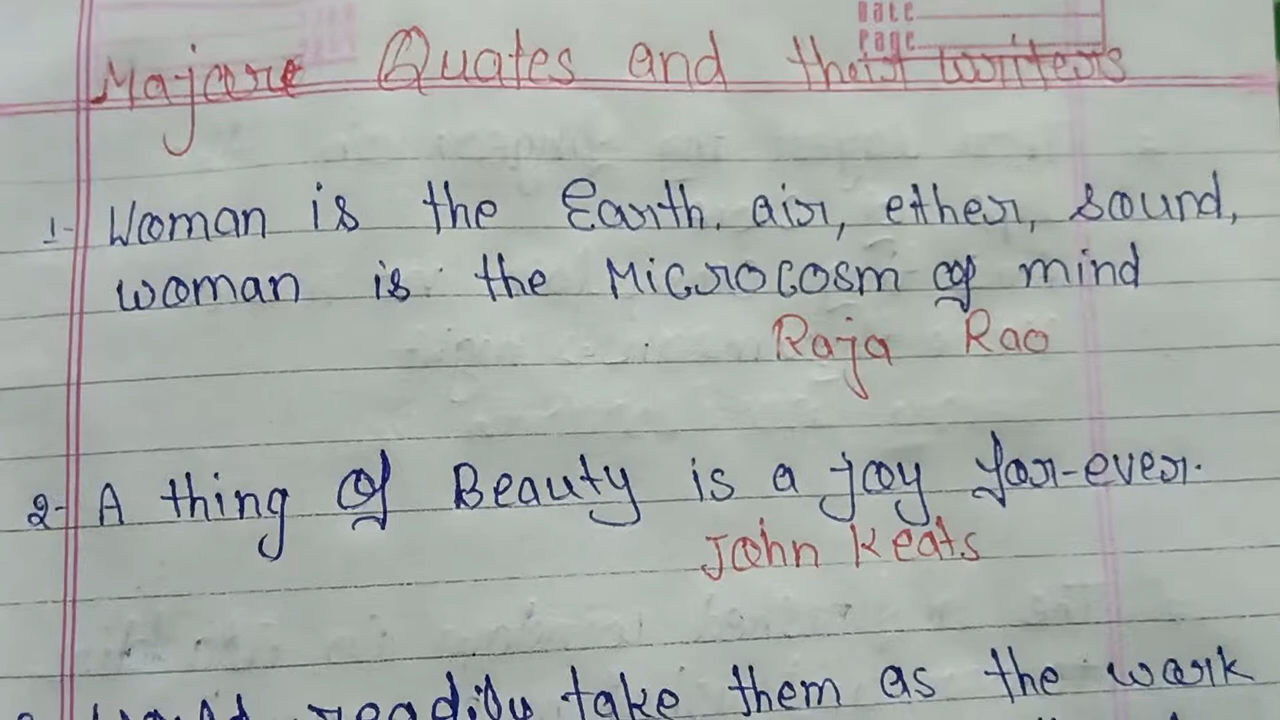 Date
Page
Majore Quates and their writers
1- Woman is the Earth, air, ether, sound,
woman is the Microcosm of mind
Raja Rao
2- A thing of Beauty is a joy for-ever.
John Keats
readily take them as the work